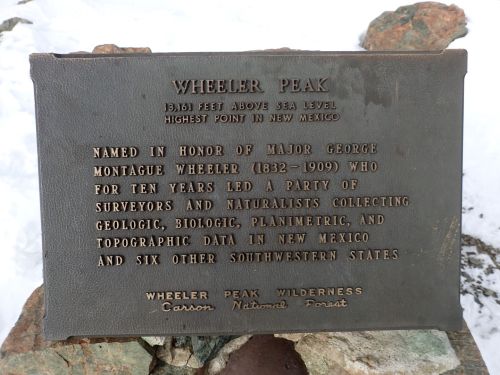 WHEELER PEAK
13,161 FEET ABOVE SEA LEVEL
HIGHEST POINT IN NEW MEXICO
NAMED IN HONOR OF MAJOR GEORGE
MONTAGUE WHEELER (1832-1909) WHO
FOR TEN YEARS LED A PARTY OF
SURVEYORS AND NATURALISTS COLLECTING
GEOLOGIC, BIOLOGIC, PLANIMETRIC, AND
TOPOGRAPHIC DATA IN NEW MEXICO
AND SIX OTHER SOUTHWESTERN STATES
WHEELER PEAK WILDERNESS
Carson National Forest